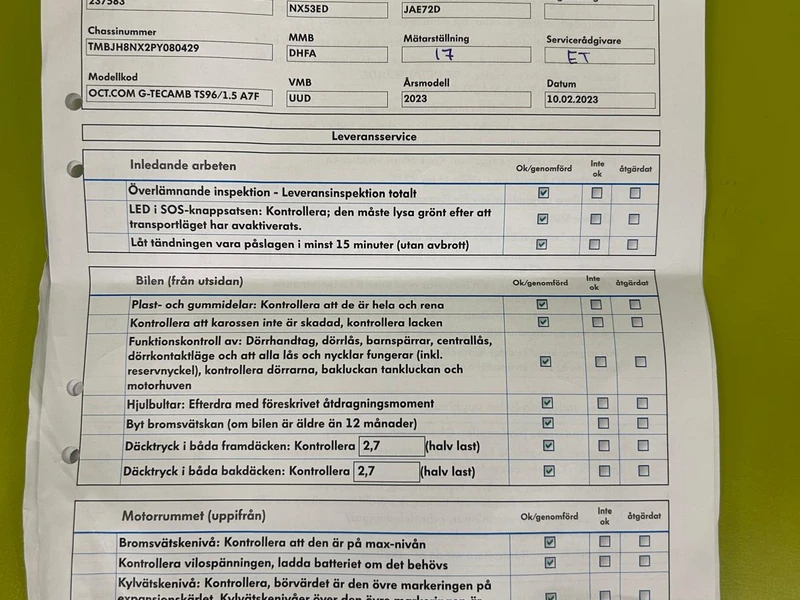 237583
NX53ED
JAE72D
Chassinummer
MMB
Mätarställning
Servicerådgivare
TMBJH8NX2PY080429
DHFA
17
ET
Modellkod
VMB
Årsmodell
Datum
OCT.COM G-TECAMB TS96/1.5 A7F
UUD
2023
10.02.2023
Leveransservice
Inledande arbeten
Ok/genomförd
Inte
ok
åtgärdat
Överlämnande inspektion - Leveransinspektion totalt
LED i SOS-knappsatsen: Kontrollera; den måste lysa grönt efter att
transportläget har avaktiverats.
Låt tändningen vara påslagen i minst 15 minuter (utan avbrott)
Bilen (från utsidan)
Ok/genomförd
Inte
ok
åtgärdat
Plast- och gummidelar: Kontrollera att de är hela och rena
Kontrollera att karossen inte är skadad, kontrollera lacken
Funktionskontroll av: Dörrhandtag, dörrlås, barnspärrar, centrallås,
dörrkontaktläge och att alla lås och nycklar fungerar (inkl.
reservnyckel), kontrollera dörrarna, bakluckan tankluckan och
motorhuven
Hjulbultar: Efterdra med föreskrivet åtdragningsmoment
Byt bromsvätskan (om bilen är äldre än 12 månader)
Däcktryck i båda framdäcken: Kontrollera 2,7 (halv last)
Däcktryck i båda bakdäcken: Kontrollera 2,7 (halv last)
Motorrummet (uppifrån)
Ok/genomförd
Inte
ok
åtgärdat
Bromsvätskenivå: Kontrollera att den är på max-nivån
Kontrollera vilospänningen, ladda batteriet om det behövs
Kylvätskenivå: Kontrollera, börvärdet är den övre markeringen på
expansionskärlet. Kylvätskenivåer över den övre markeringen är